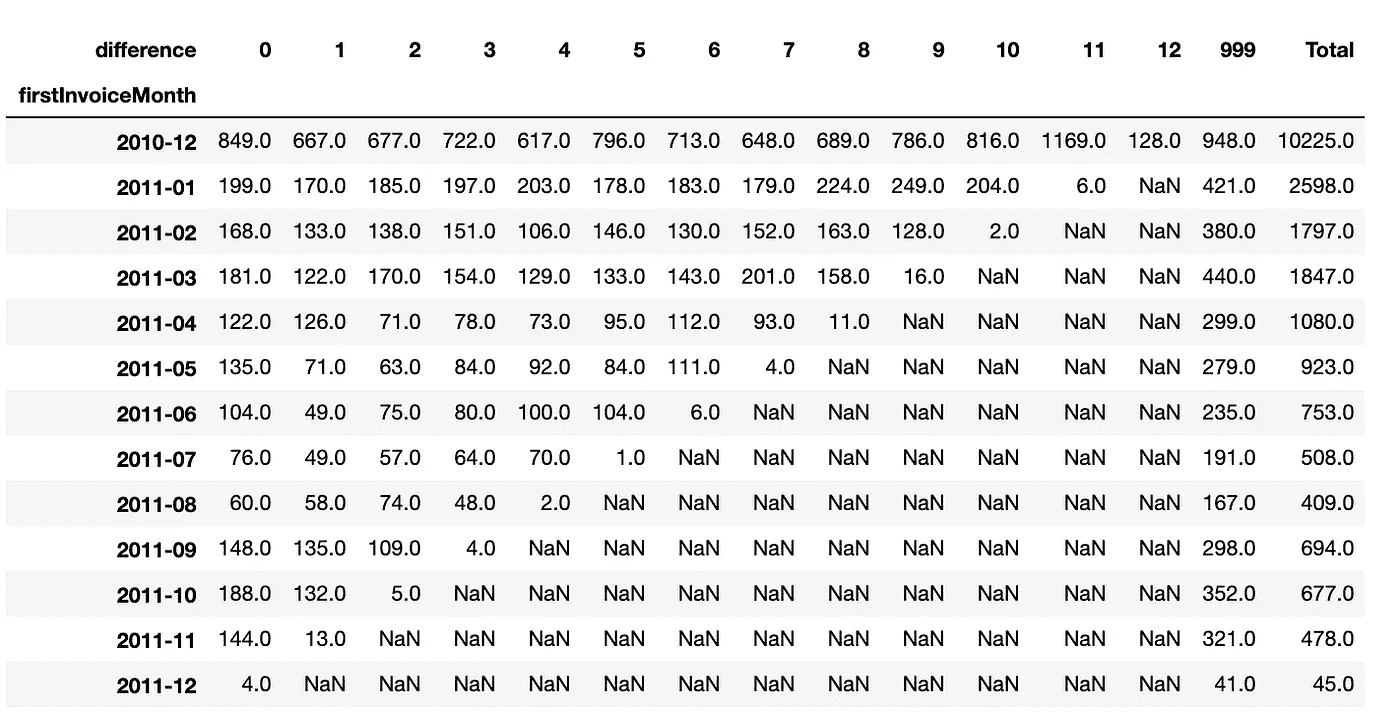 difference 0 1 2 3 4 5 6 7 8 9 10 11 12 999 Total
firstInvoiceMonth
2010-12 849.0 667.0 677.0 722.0 617.0 796.0 713.0 648.0 689.0 786.0 816.0 1169.0 128.0 948.0 10225.0
2011-01 199.0 170.0 185.0 197.0 203.0 178.0 183.0 179.0 224.0 249.0 204.0 6.0 NaN 421.0 2598.0
2011-02 168.0 133.0 138.0 151.0 106.0 146.0 130.0 152.0 163.0 128.0 2.0 NaN NaN 380.0 1797.0
2011-03 181.0 122.0 170.0 154.0 129.0 133.0 143.0 201.0 158.0 16.0 NaN NaN NaN 440.0 1847.0
2011-04 122.0 126.0 71.0 78.0 73.0 95.0 112.0 93.0 11.0 NaN NaN NaN NaN 299.0 1080.0
2011-05 135.0 71.0 63.0 84.0 92.0 84.0 111.0 4.0 NaN NaN NaN NaN NaN 279.0 923.0
2011-06 104.0 49.0 75.0 80.0 100.0 104.0 6.0 NaN NaN NaN NaN NaN NaN 235.0 753.0
2011-07 76.0 49.0 57.0 64.0 70.0 1.0 NaN NaN NaN NaN NaN NaN NaN 191.0 508.0
2011-08 60.0 58.0 74.0 48.0 2.0 NaN NaN NaN NaN NaN NaN NaN NaN 167.0 409.0
2011-09 148.0 135.0 109.0 4.0 NaN NaN NaN NaN NaN NaN NaN NaN NaN 298.0 694.0
2011-10 188.0 132.0 5.0 NaN NaN NaN NaN NaN NaN NaN NaN NaN NaN 352.0 677.0
2011-11 144.0 13.0 NaN NaN NaN NaN NaN NaN NaN NaN NaN NaN NaN 321.0 478.0
2011-12 4.0 NaN NaN NaN NaN NaN NaN NaN NaN NaN NaN NaN NaN 41.0 45.0